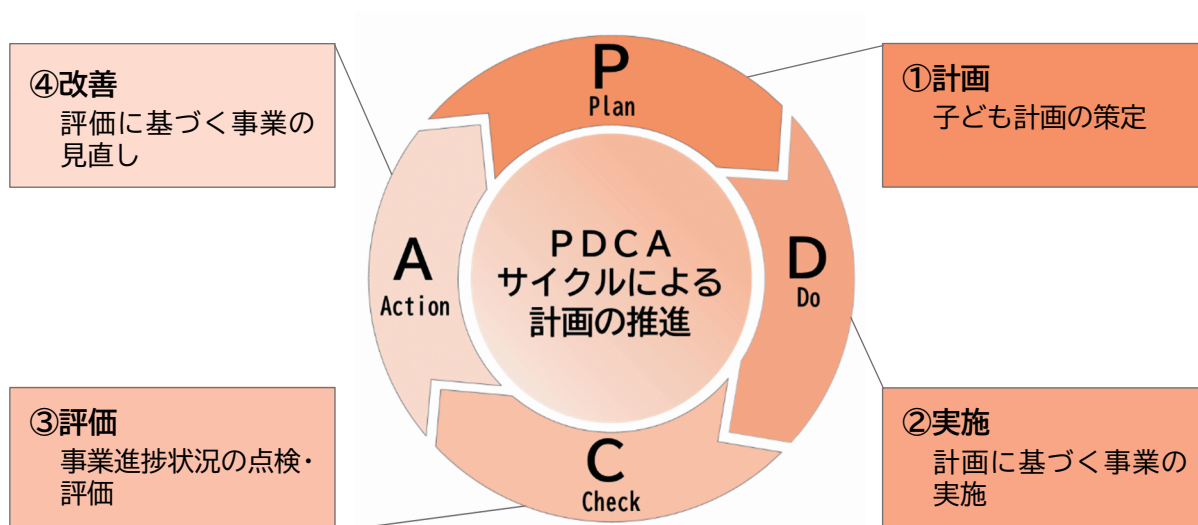 ④改善
評価に基づく事業の
見直し
P
Plan
①計画
子ども計画の策定
A
Action
PDCA
サイクルによる
計画の推進
D
Do
③評価
事業進捗状況の点検・
評価
C
Check
②実施
計画に基づく事業の
実施